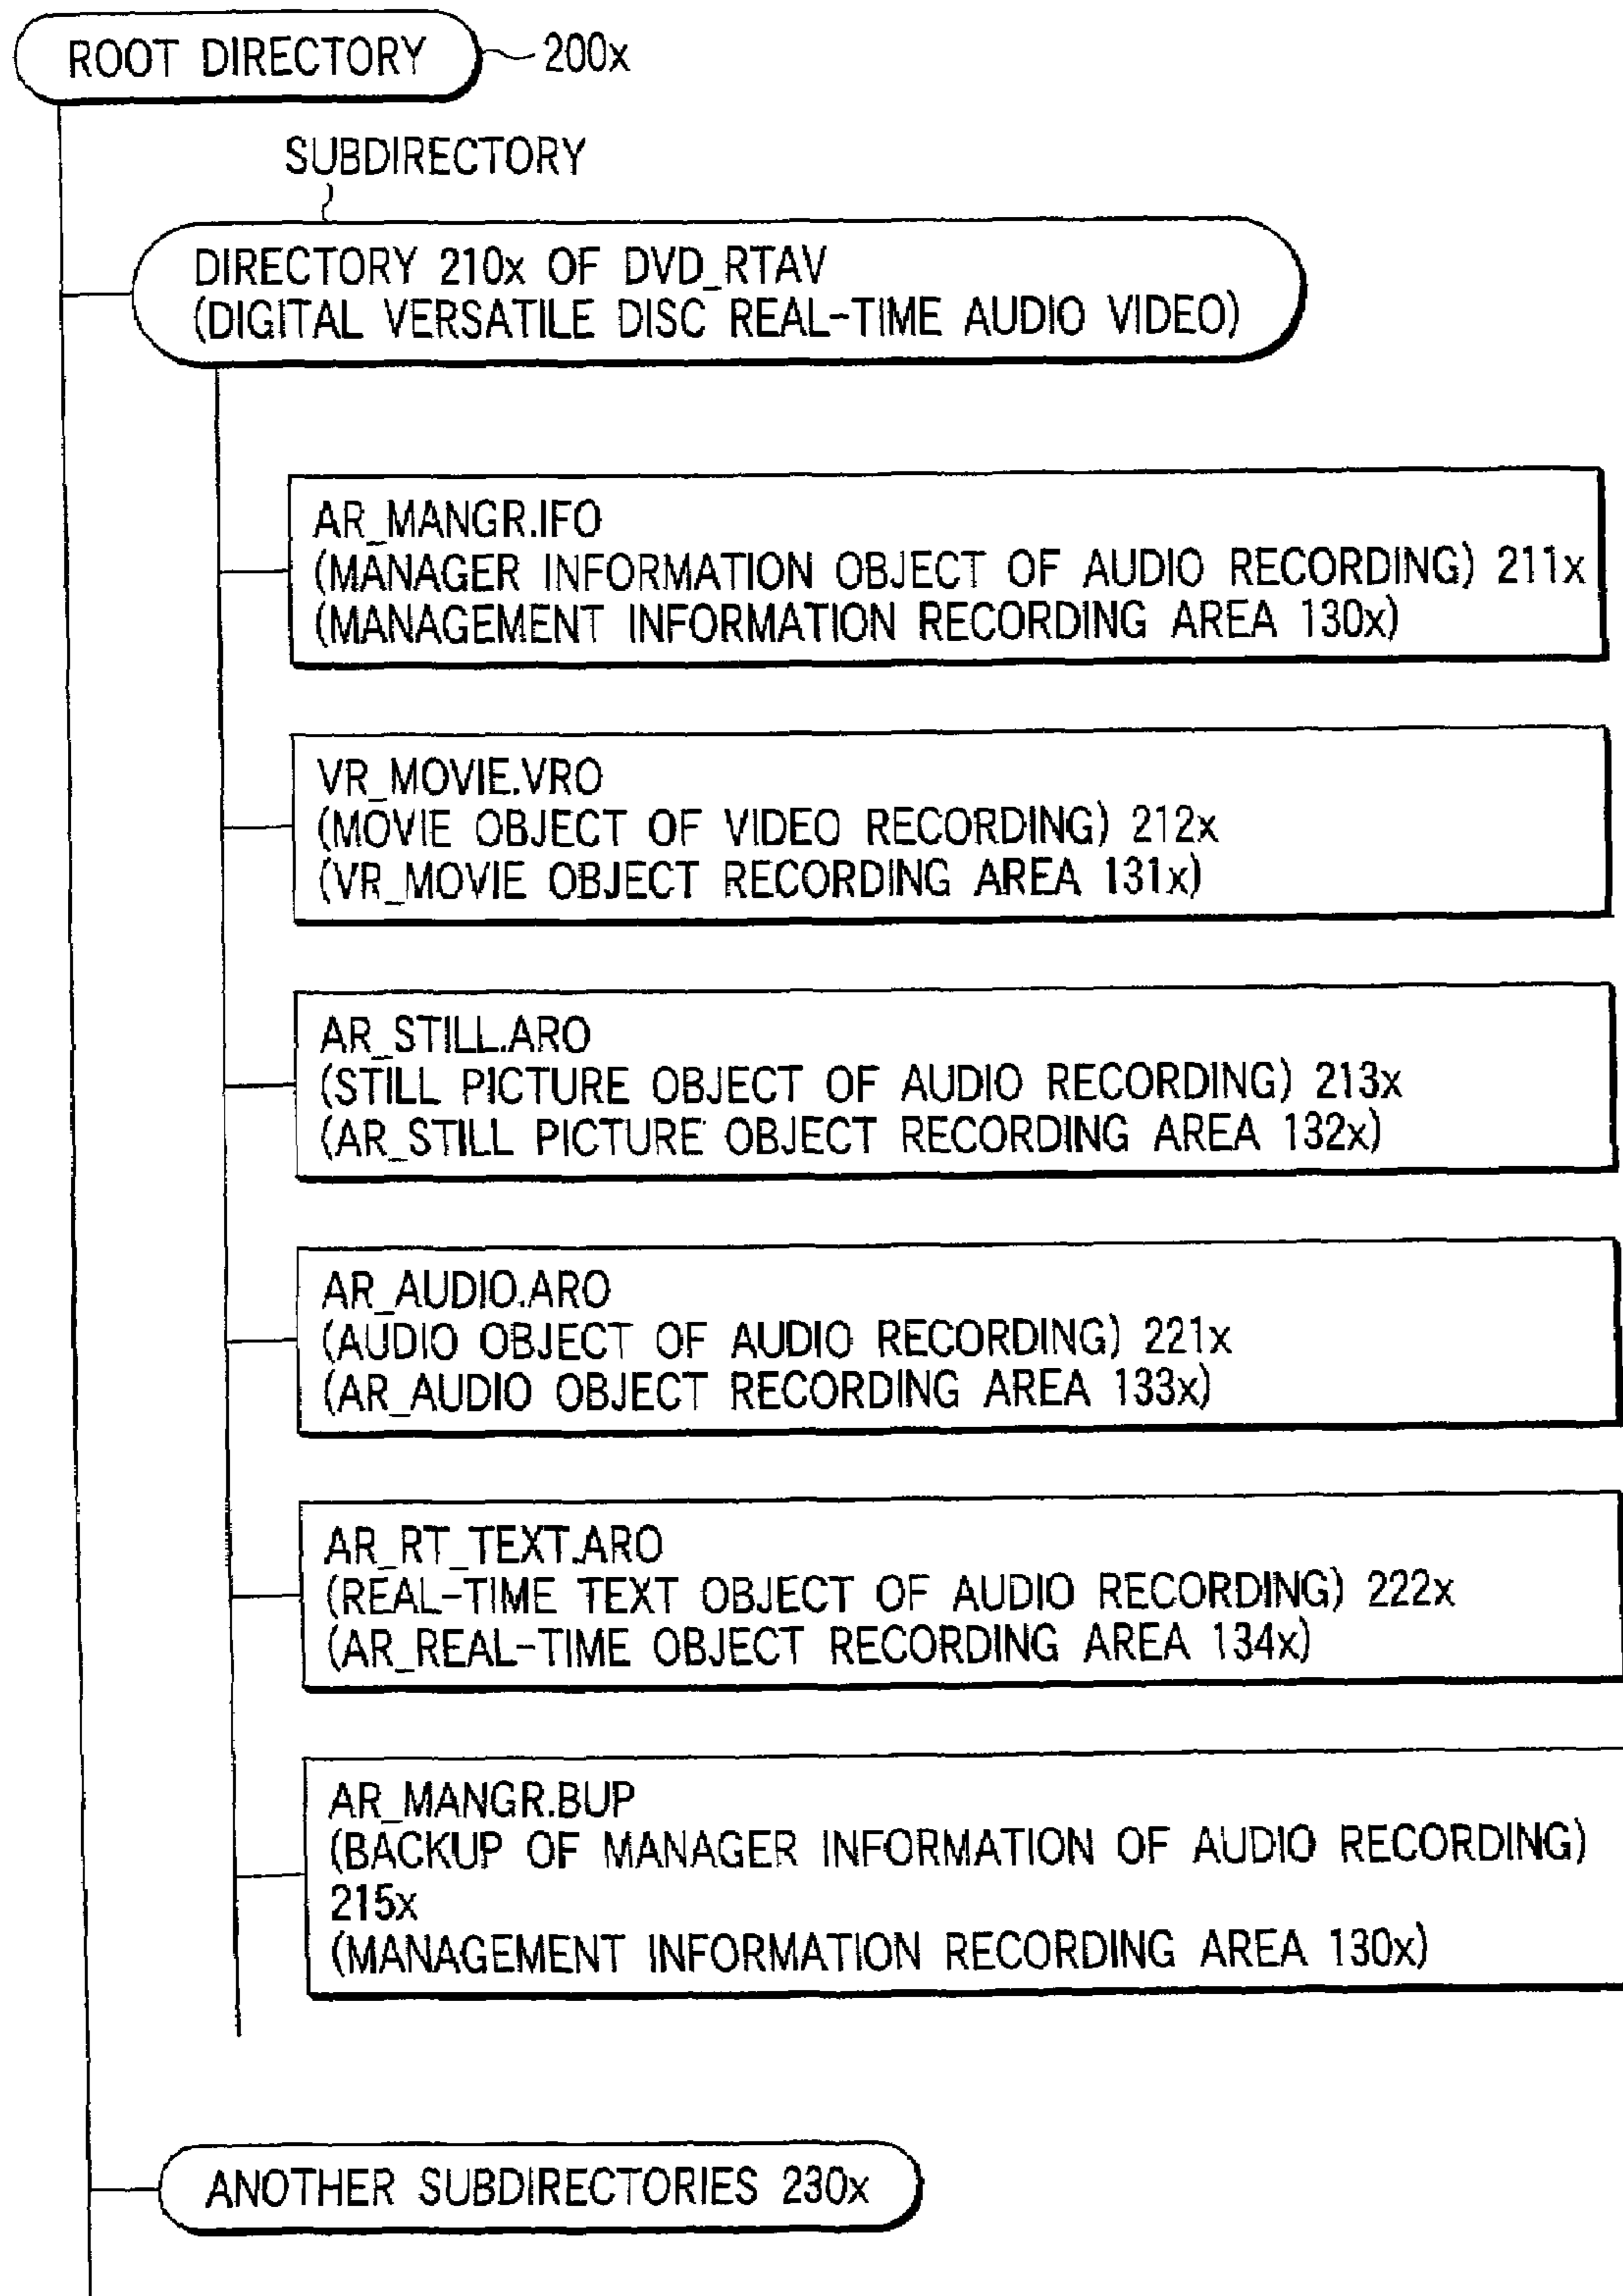 ROOT DIRECTORY 200x
SUBDIRECTORY
DIRECTORY 210x OF DVD_RTAV
(DIGITAL VERSATILE DISC REAL-TIME AUDIO VIDEO)
AR_MANGR.IFO
(MANAGER INFORMATION OBJECT OF AUDIO RECORDING) 211x
(MANAGEMENT INFORMATION RECORDING AREA 130x)
VR_MOVIE.VRO
(MOVIE OBJECT OF VIDEO RECORDING) 212x
(VR_MOVIE OBJECT RECORDING AREA 131x)
AR_STILL.ARO
(STILL PICTURE OBJECT OF AUDIO RECORDING) 213x
(AR_STILL PICTURE OBJECT RECORDING AREA 132x)
AR_AUDIO.ARO
(AUDIO OBJECT OF AUDIO RECORDING) 221x
(AR_AUDIO OBJECT RECORDING AREA 133x)
AR_RT_TEXT.ARO
(REAL-TIME TEXT OBJECT OF AUDIO RECORDING) 222x
(AR_REAL-TIME OBJECT RECORDING AREA 134x)
AR_MANGR.BUP
(BACKUP OF MANAGER INFORMATION OF AUDIO RECORDING)
215x
(MANAGEMENT INFORMATION RECORDING AREA 130x)
ANOTHER SUBDIRECTORIES 230x